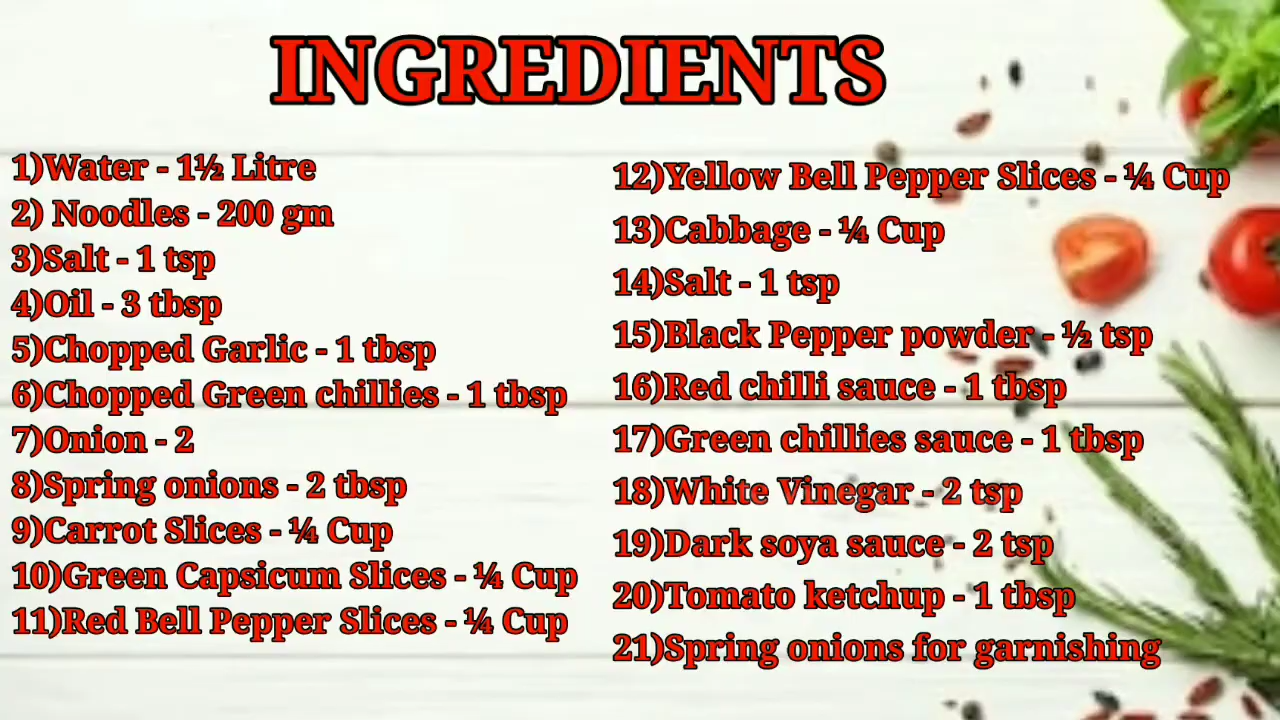 INGREDIENTS
1)Water - 1½ Litre
2) Noodles - 200 gm
3)Salt - 1 tsp
4)Oil - 3 tbsp
5)Chopped Garlic - 1 tbsp
6)Chopped Green chillies - 1 tbsp
7)Onion - 2
8)Spring onions - 2 tbsp
9)Carrot Slices - ¼ Cup
10)Green Capsicum Slices - ¼ Cup
11)Red Bell Pepper Slices - ¼ Cup
12)Yellow Bell Pepper Slices - ¼ Cup
13)Cabbage - ¼ Cup
14)Salt - 1 tsp
15)Black Pepper powder - ½ tsp
16)Red chilli sauce - 1 tbsp
17)Green chillies sauce - 1 tbsp
18)White Vinegar - 2 tsp
19)Dark soya sauce - 2 tsp
20)Tomato ketchup - 1 tbsp
21)Spring onions for garnishing